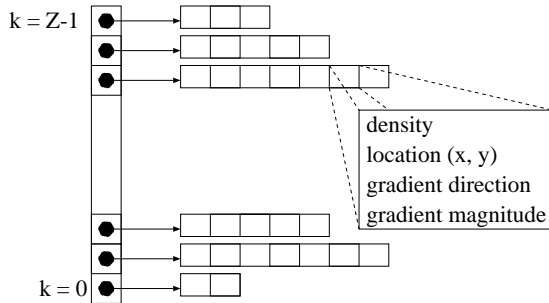 k = Z-1
density
location (x, y)
gradient direction
gradient magnitude
k = 0